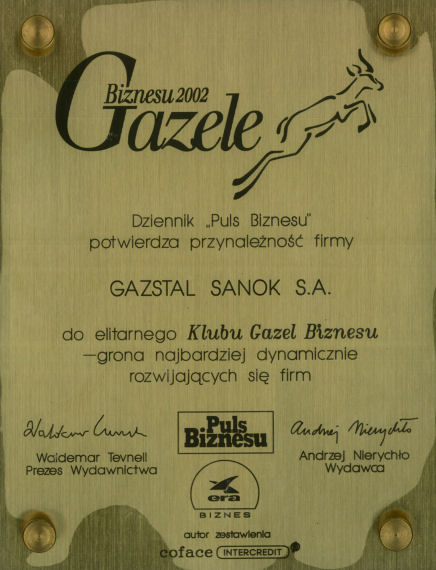 Biznesu 2002
Gazele
Dziennik „Puls Biznesu"
potwierdza przynależność firmy
GAZSTAL SANOK S.A.
do elitarnego Klubu Gazel Biznesu
—grona najbardziej dynamicznie
rozwijających się firm
Puls
Biznesu
Waldemar Tevnell
Prezes Wydawnictwa
Andrzej Nierychło
Wydawca
era
BIZNES
autor zestawienia
coface INTERCREDIT